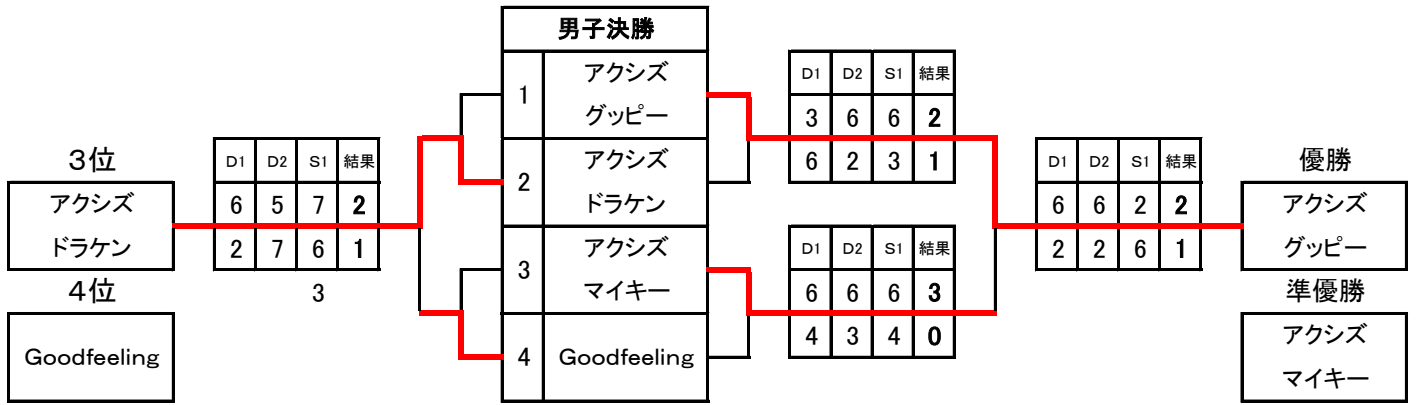 男子決勝
1
アクシズ
グッピー
2
アクシズ
ドラケン
3
アクシズ
マイキー
4
Goodfeeling
D1 D2 S1 結果
3 6 6 2
6 2 3 1
D1 D2 S1 結果
6 6 6 3
4 3 4 0
D1 D2 S1 結果
6 6 2 2
2 2 6 1
優勝
アクシズ
グッピー
準優勝
アクシズ
マイキー
D1 D2 S1 結果
6 5 7 2
2 7 6 1
3
3位
アクシズ
ドラケン
4位
Goodfeeling